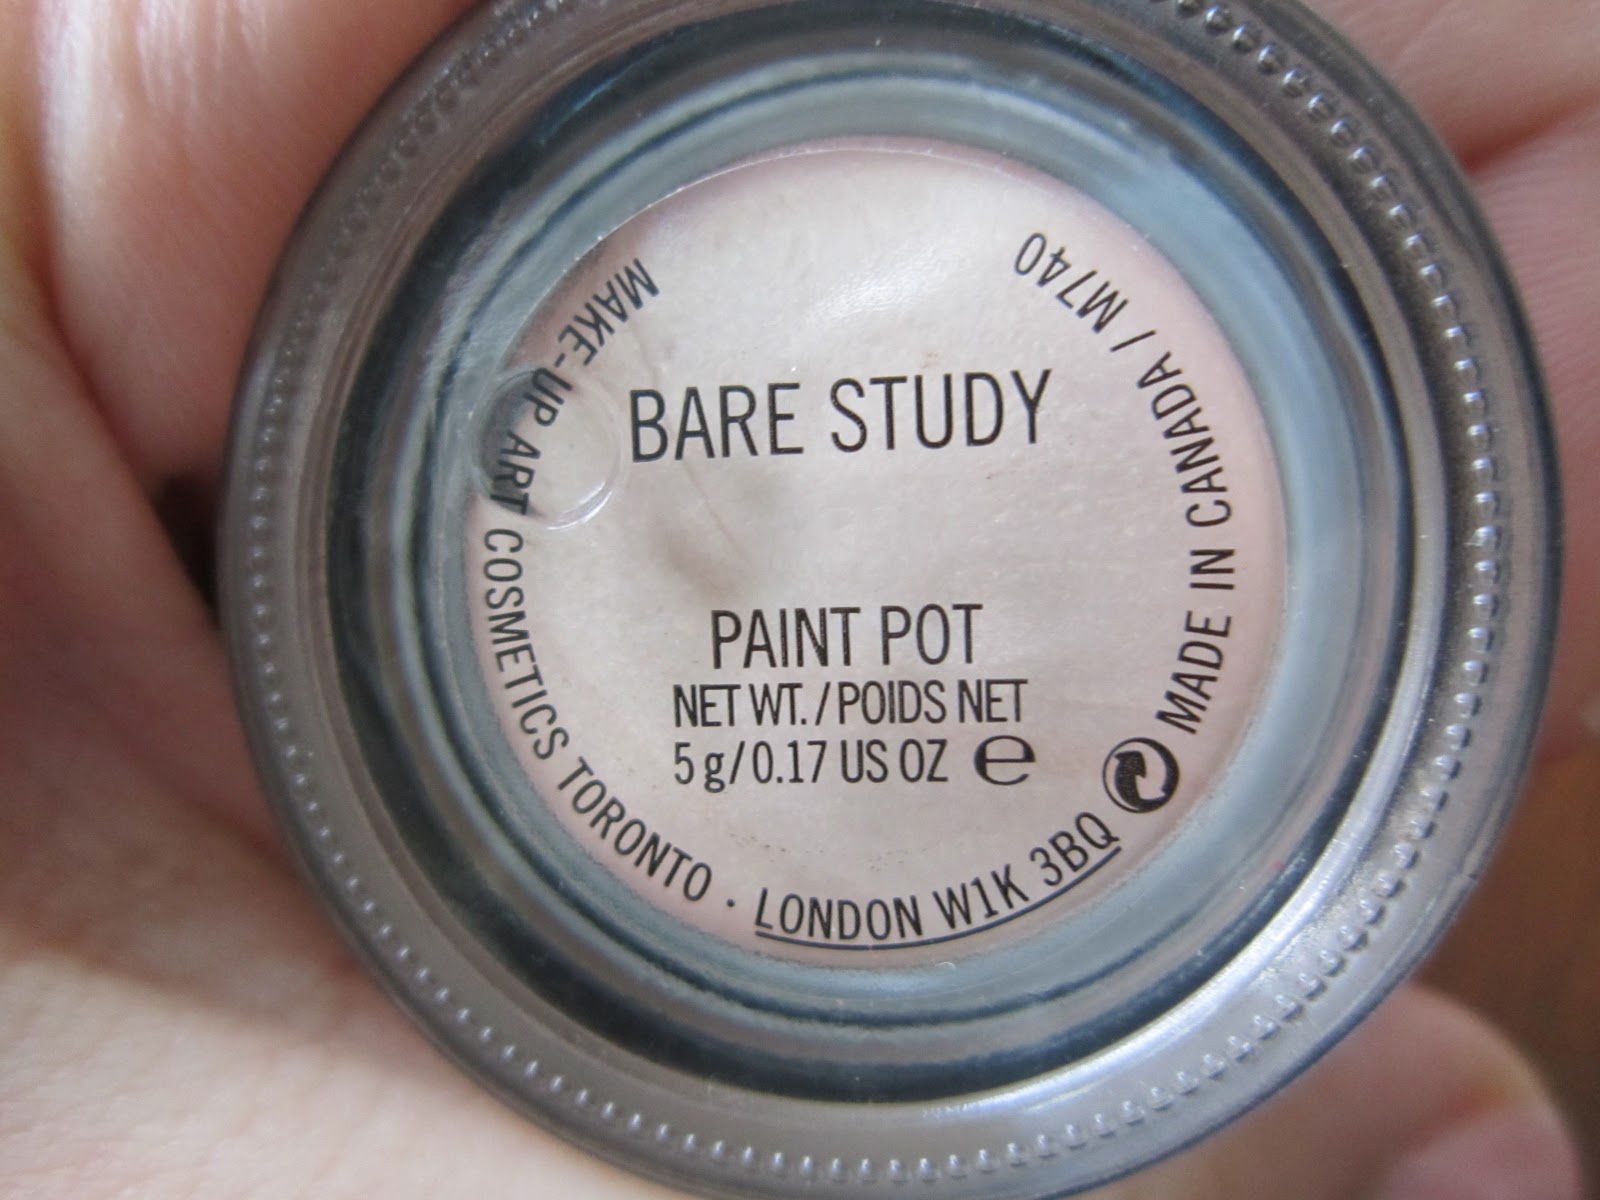 BARE STUDY
PAINT POT
NET WT. / POIDS NET
5 g/0.17 US OZ e
MAKE-UP ART COSMETICS TORONTO · LONDON W1K 3BQ MADE IN CANADA / M740